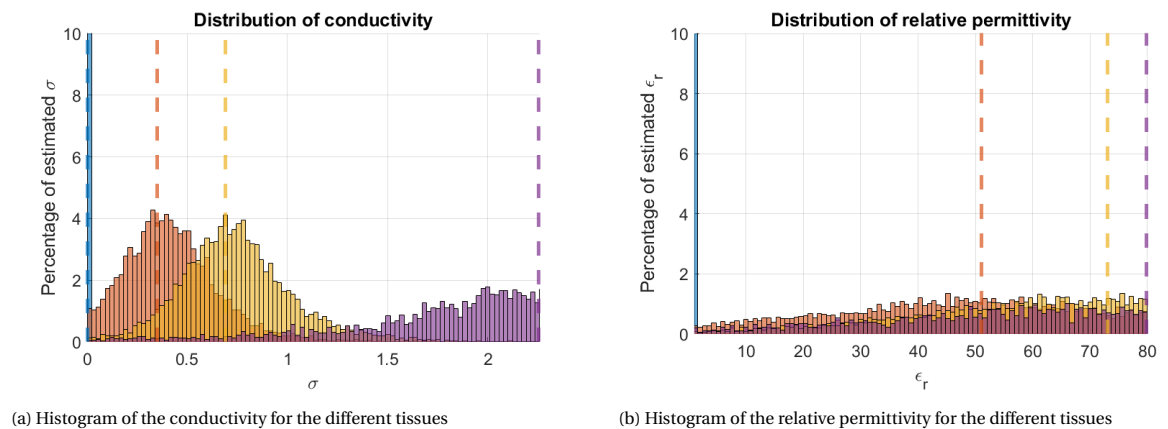 Distribution of conductivity
Percentage of estimated σ
10
8
6
4
2
0
0 0.5 1 1.5 2
σ
(a) Histogram of the conductivity for the different tissues
Distribution of relative permittivity
Percentage of estimated ϵr
10
8
6
4
2
0
10 20 30 40 50 60 70 80
ϵr
(b) Histogram of the relative permittivity for the different tissues